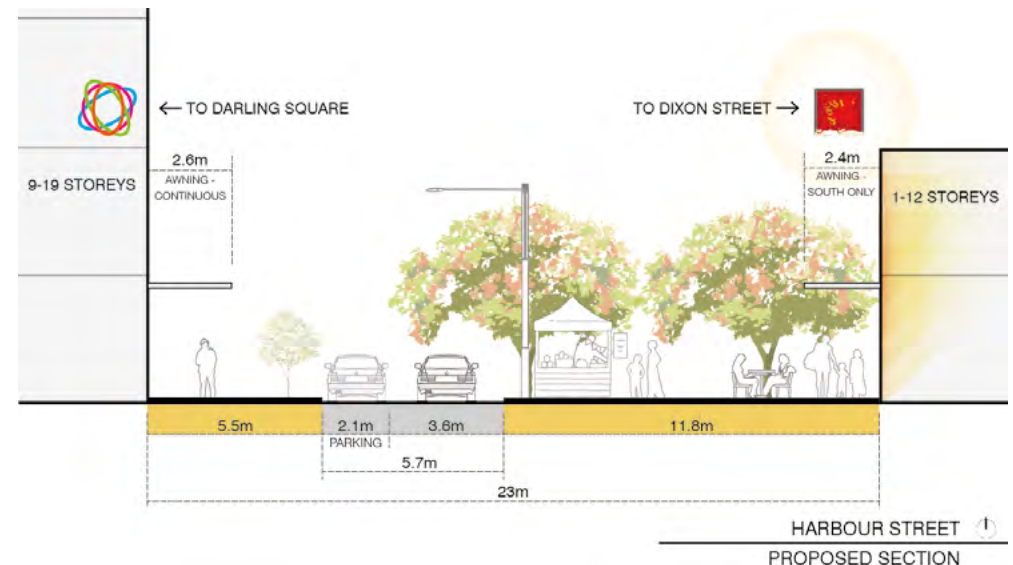 ← TO DARLING SQUARE
TO DIXON STREET →
2.6m
AWNING -
CONTINUOUS
2.4m
AWNING -
SOUTH ONLY
9-19 STOREYS
1-12 STOREYS
5.5m
2.1m
3.6m
11.8m
PARKING
5.7m
23m
HARBOUR STREET
PROPOSED SECTION